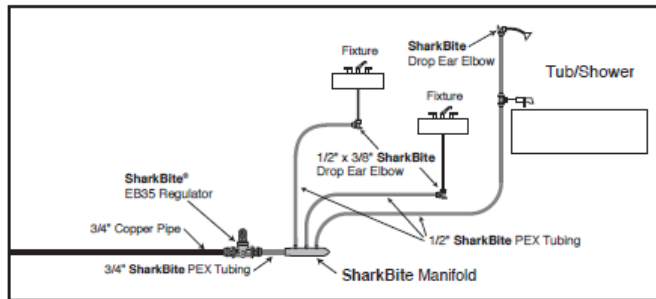 SharkBite
Drop Ear Elbow
Fixture
Tub/Shower
Fixture
1/2" x 3/8" SharkBite
Drop Ear Elbow
SharkBite®
EB35 Regulator
3/4" Copper Pipe
1/2" SharkBite PEX Tubing
3/4" SharkBite PEX Tubing
SharkBite Manifold